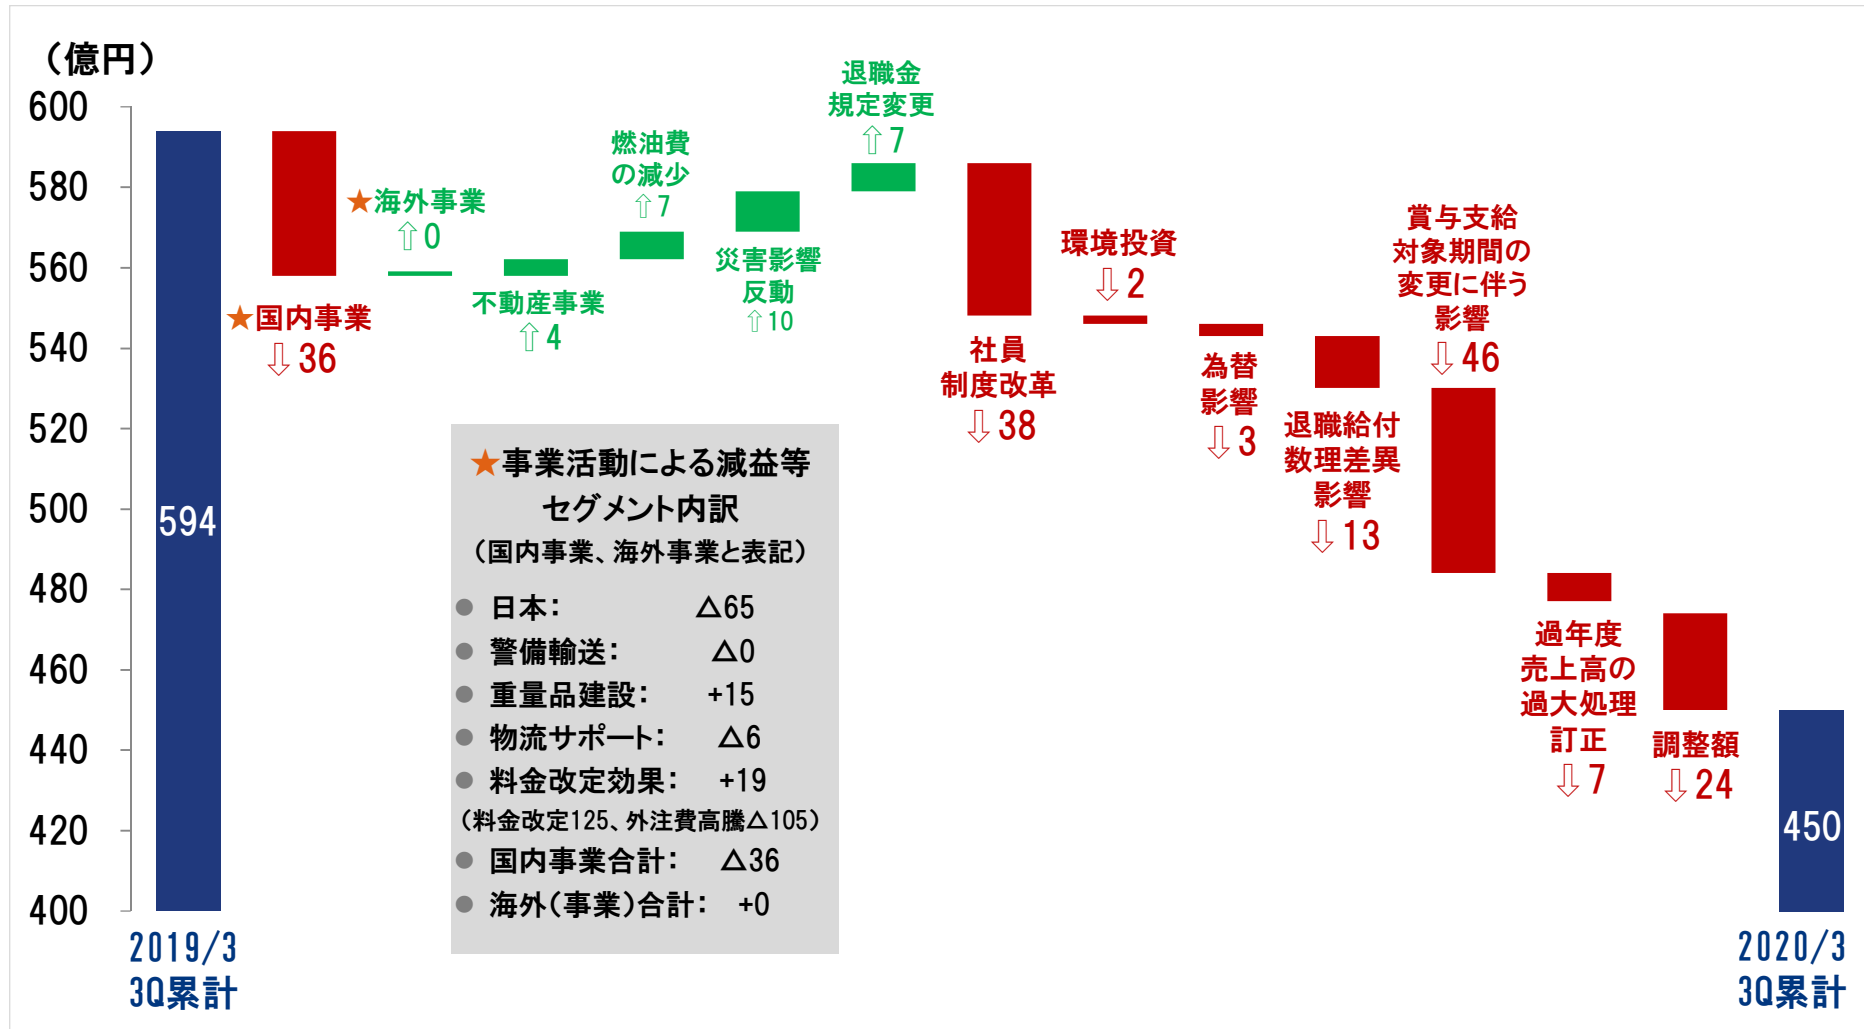 （億円）
600
580
560
540
520
500
480
460
440
420
400
594
2019/3
3Q累計
★国内事業
⇩36
★海外事業
⇧0
不動産事業
⇧4
燃油費
の減少
⇧7
災害影響
反動
⇧10
退職金
規定変更
⇧7
社員
制度改革
⇩38
環境投資
⇩2
為替
影響
⇩3
退職給付
数理差異
影響
⇩13
賞与支給
対象期間の
変更に伴う
影響
⇩46
過年度
売上高の
過大処理
訂正
⇩7
調整額
⇩24
450
2020/3
3Q累計
★事業活動による減益等
セグメント内訳
（国内事業、海外事業と表記）
● 日本： △65
● 警備輸送： △0
● 重量品建設： +15
● 物流サポート： △6
● 料金改定効果： +19
（料金改定125、外注費高騰△105）
● 国内事業合計： △36
● 海外（事業）合計： +0